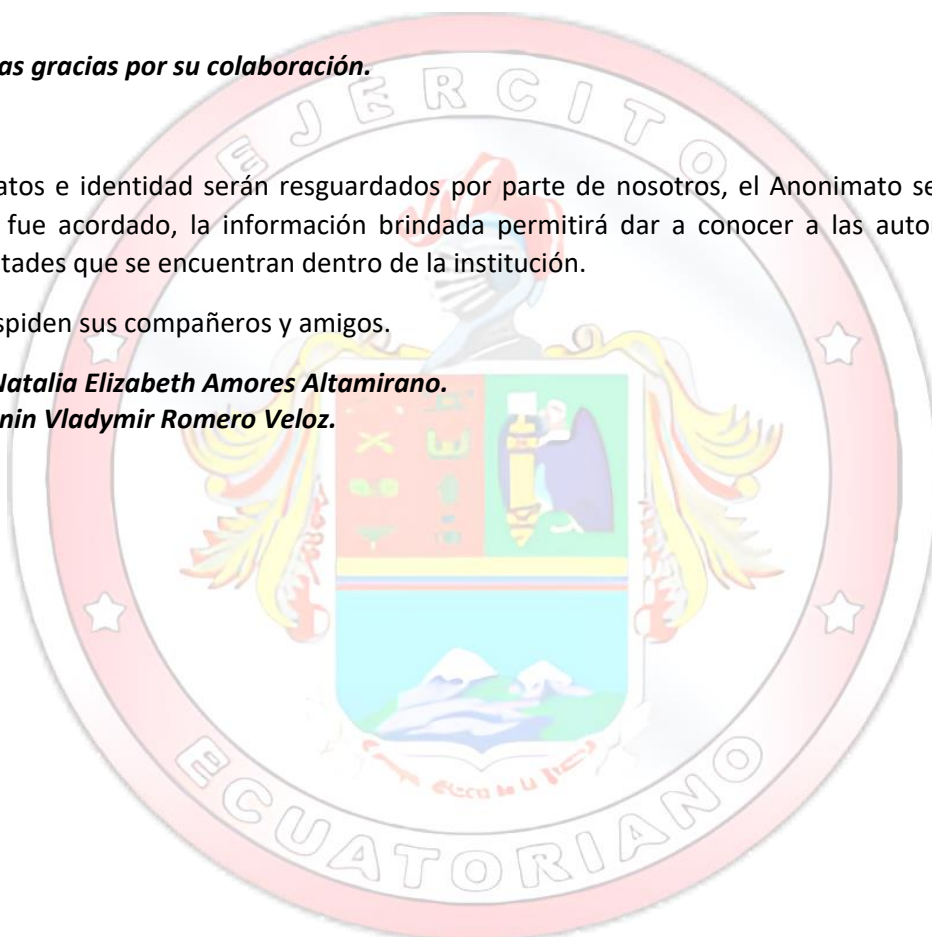 as gracias por su colaboración.
EJERCITO
atos e identidad serán resguardados por parte de nosotros, el Anonimato se
fue acordado, la información brindada permitirá dar a conocer a las autor
tades que se encuentran dentro de la institución.
spiden sus compañeros y amigos.
Natalia Elizabeth Amores Altamirano.
nin Vladymir Romero Veloz.
ECUATORIANO